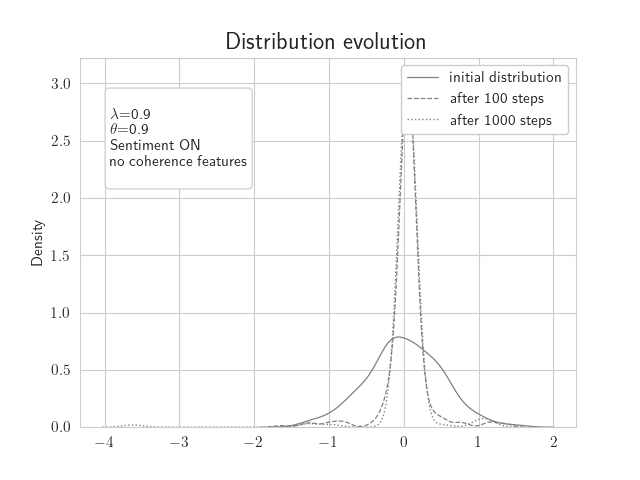 Distribution evolution
initial distribution
after 100 steps
after 1000 steps
λ=0.9
θ=0.9
Sentiment ON
no coherence features
Density
3.0
2.5
2.0
1.5
1.0
0.5
0.0
−4 −3 −2 −1 0 1 2